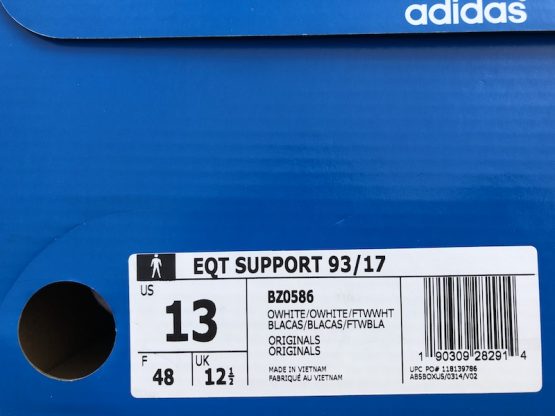 adidas
EQT SUPPORT 93/17
US
13
F
48
UK
12½
BZ0586
OWHITE/OWHITE/FTWWHT
BLACAS/BLACAS/FTWBLA
ORIGINALS
ORIGINALS
MADE IN VIETNAM
FABRIQUÉ AU VIETNAM
1 90309 28291 4
UPC PO# 118139786
ABSBOXUS/0314/V02